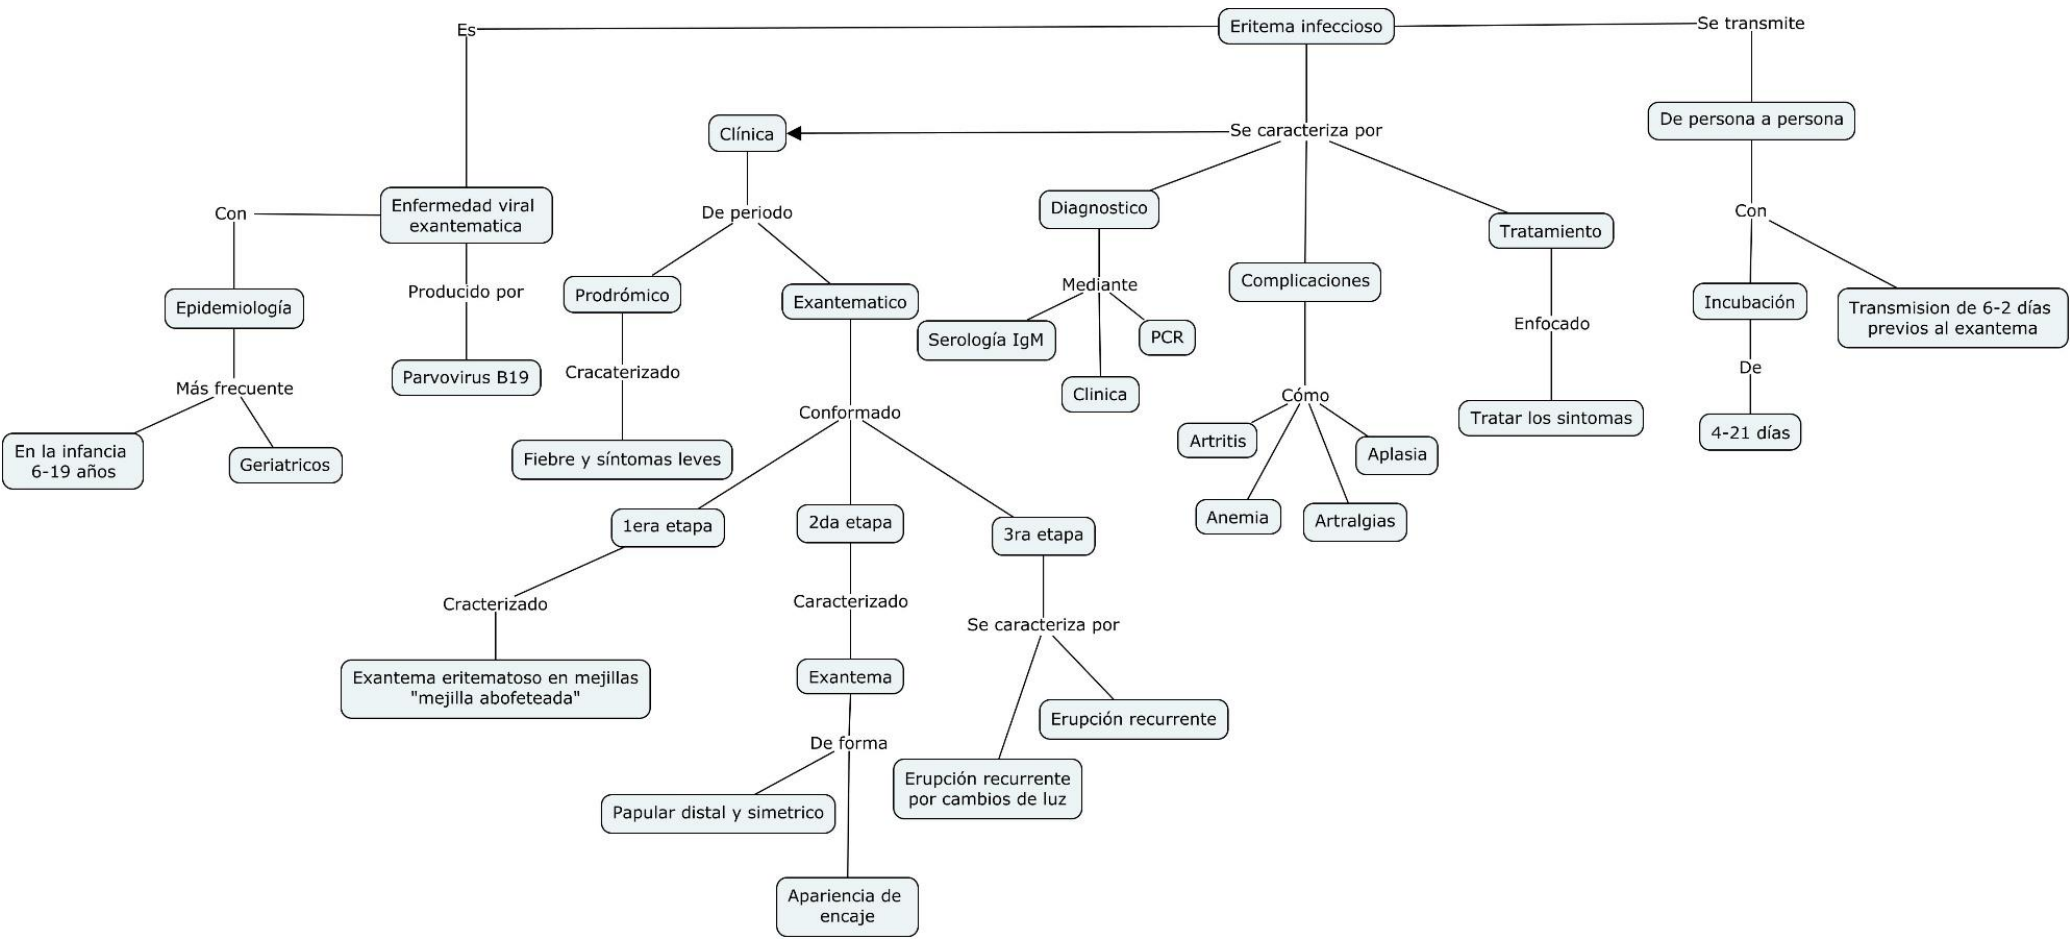 Es
Eritema infeccioso
Se transmite
Clínica
Se caracteriza por
De persona a persona
Con
Enfermedad viral
exantematica
De periodo
Diagnostico
Tratamiento
Con
Epidemiología
Producido por
Prodrómico
Exantematico
Mediante
Complicaciones
Incubación
Transmision de 6-2 días
previos al exantema
Serología IgM
PCR
Enfocado
Más frecuente
Parvovirus B19
Cracaterizado
Clinica
Cómo
De
En la infancia
6-19 años
Geriatricos
Fiebre y síntomas leves
Conformado
Artritis
Aplasia
Tratar los sintomas
4-21 días
Anemia
Artralgias
1era etapa
2da etapa
3ra etapa
Cracterizado
Caracterizado
Se caracteriza por
Exantema eritematoso en mejillas
"mejilla abofeteada"
Exantema
Erupción recurrente
De forma
Erupción recurrente
por cambios de luz
Papular distal y simetrico
Apariencia de
encaje